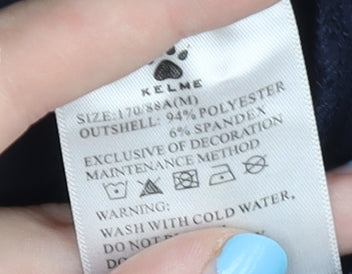 KELME
SIZE:170/88A(M)
OUTSHELL: 94% POLYESTER
6% SPANDEX
EXCLUSIVE OF DECORATION
MAINTENANCE METHOD
WARNING:
WASH WITH COLD WATER,
DO NOT
DO